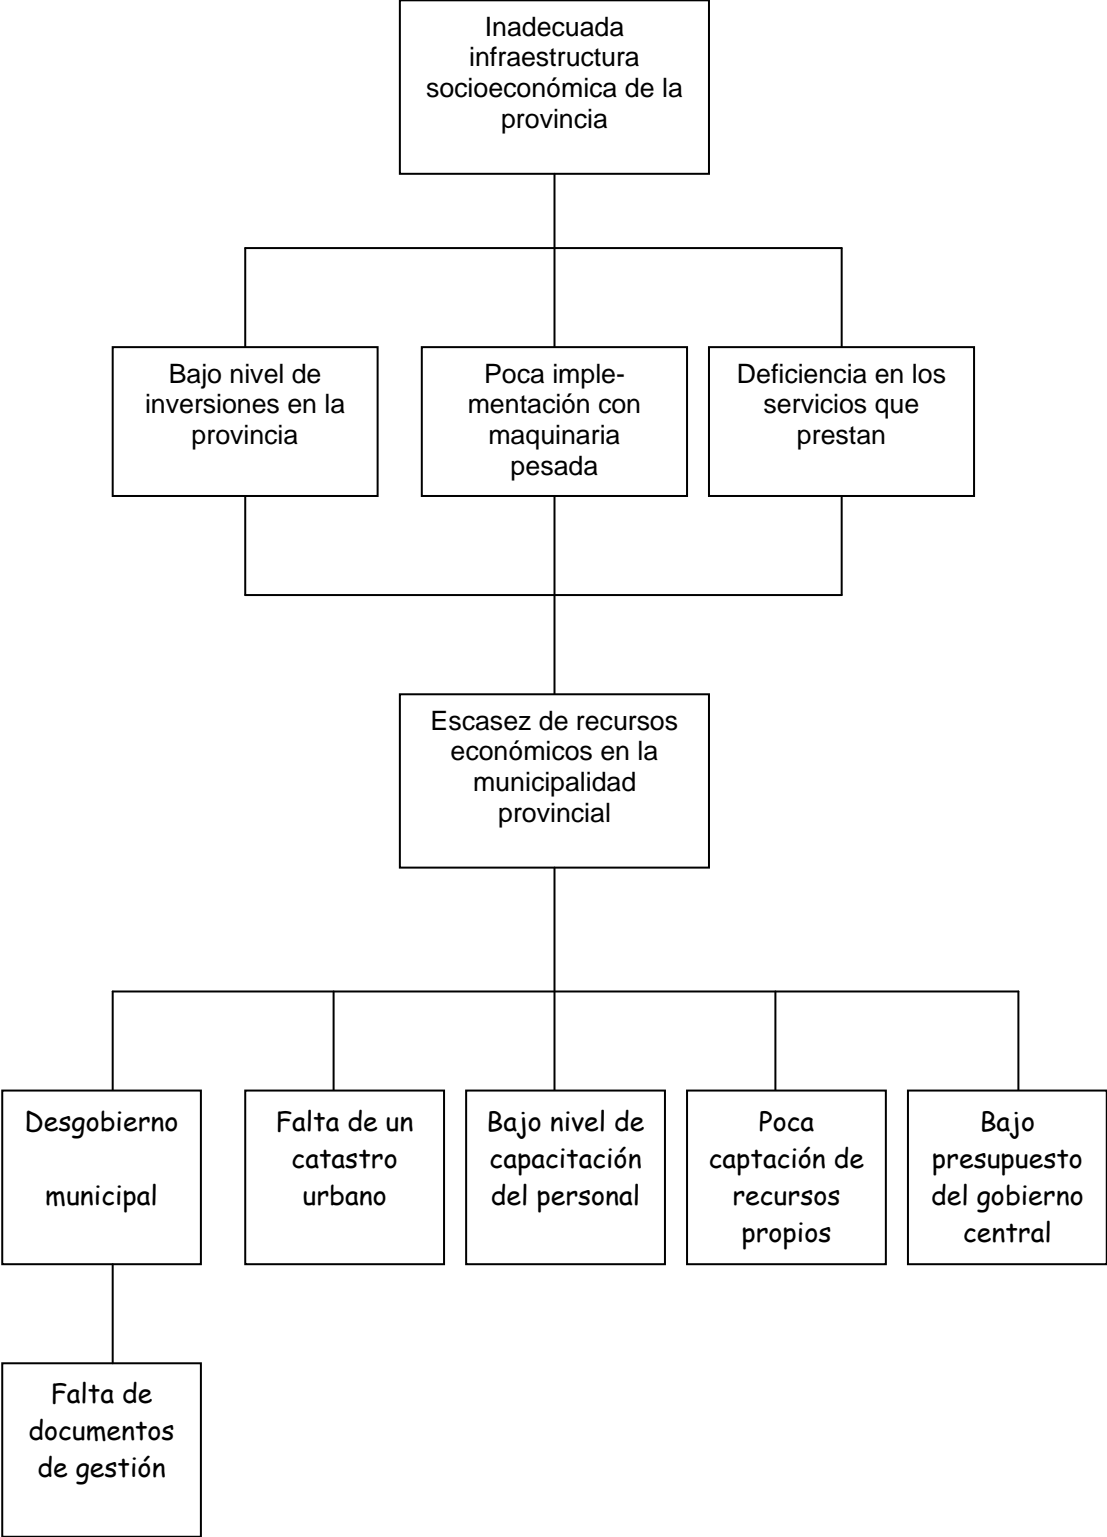 Inadecuada
infraestructura
socioeconómica de la
provincia
Bajo nivel de
inversiones en la
provincia
Poca imple-
mentación con
maquinaria
pesada
Deficiencia en los
servicios que
prestan
Escasez de recursos
económicos en la
municipalidad
provincial
Desgobierno
municipal
Falta de un
catastro
urbano
Bajo nivel de
capacitación
del personal
Poca
captación de
recursos
propios
Bajo
presupuesto
del gobierno
central
Falta de
documentos
de gestión